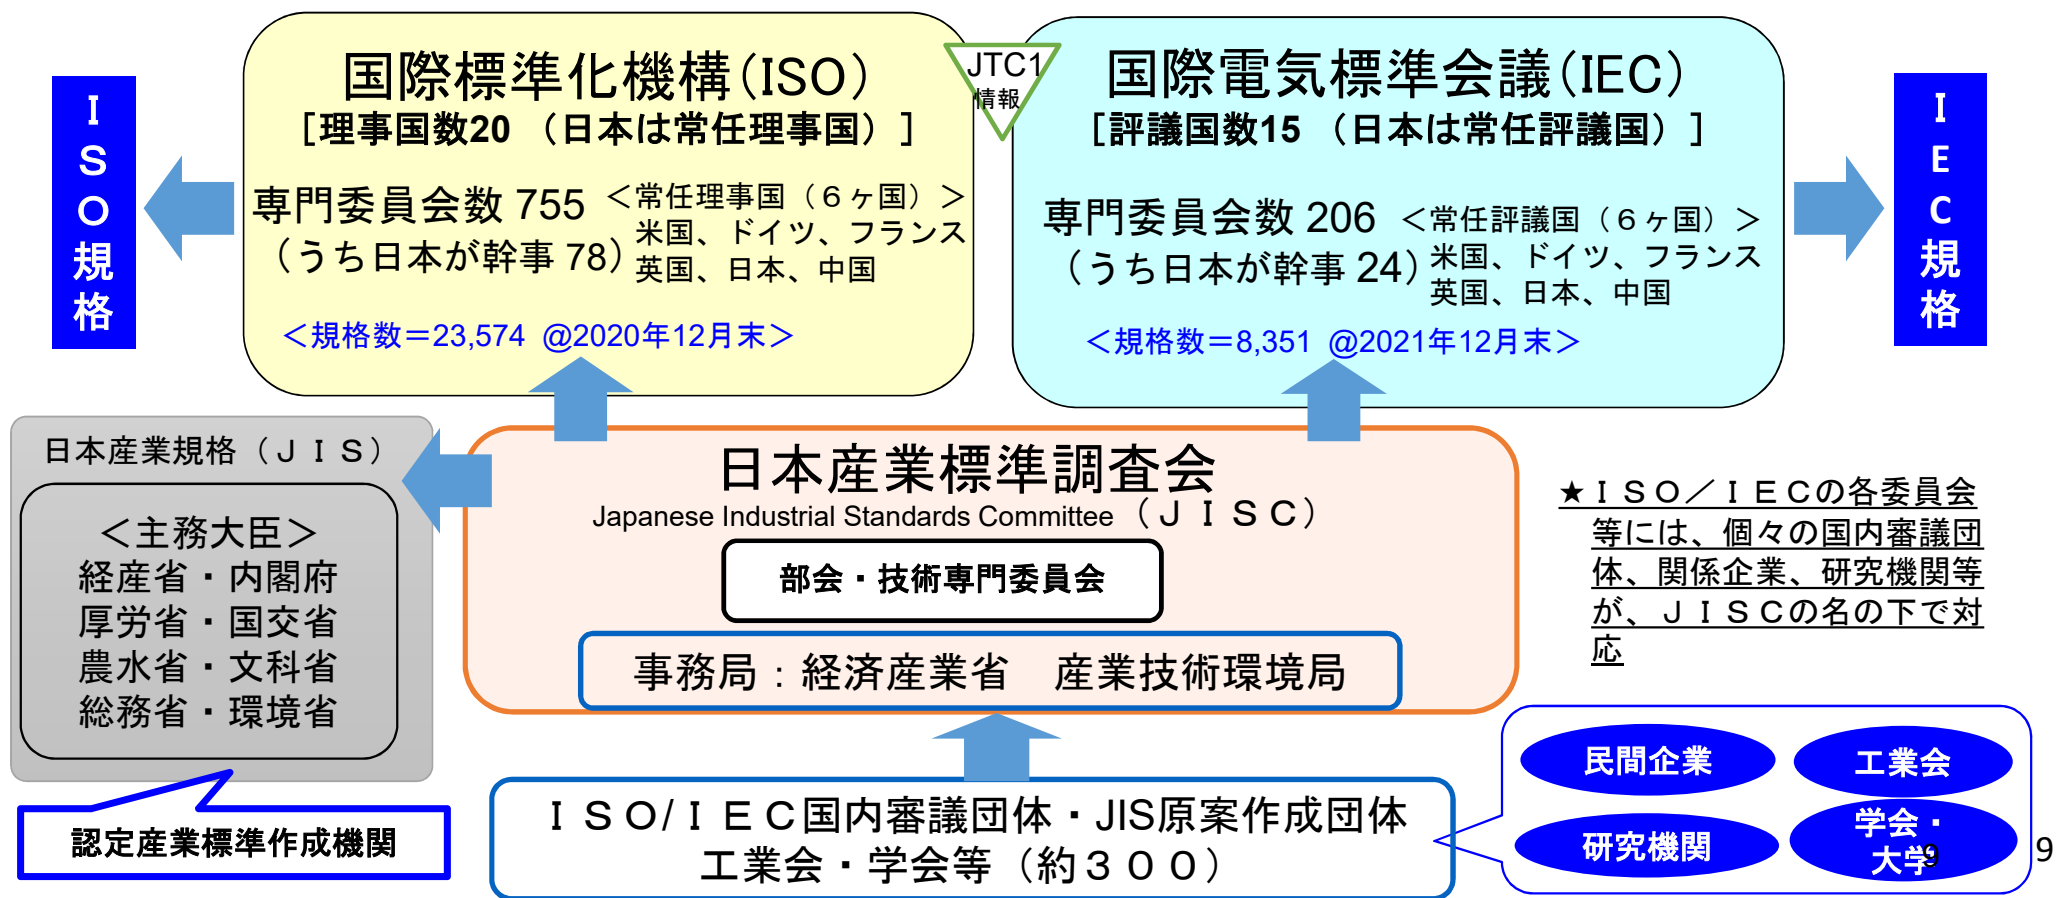 ISO規格
国際標準化機構(ISO)
［理事国数20 （日本は常任理事国）］
専門委員会数 755
（うち日本が幹事 78）
＜常任理事国（６ヶ国）＞
米国、ドイツ、フランス
英国、日本、中国
＜規格数＝23,574 @2020年12月末＞
JTC1
情報
国際電気標準会議(IEC)
［評議国数15 （日本は常任評議国）］
専門委員会数 206
（うち日本が幹事 24）
＜常任評議国（６ヶ国）＞
米国、ドイツ、フランス
英国、日本、中国
＜規格数＝8,351 @2021年12月末＞
IEC規格
日本産業規格（ＪＩＳ）
＜主務大臣＞
経産省・内閣府
厚労省・国交省
農水省・文科省
総務省・環境省
認定産業標準作成機関
日本産業標準調査会
Japanese Industrial Standards Committee（ＪＩＳＣ）
部会・技術専門委員会
事務局：経済産業省　産業技術環境局
★ＩＳＯ／ＩＥＣの各委員会
等には、個々の国内審議団
体、関係企業、研究機関等
が、ＪＩＳＣの名の下で対
応
ＩＳＯ/ＩＥＣ国内審議団体・JIS原案作成団体
工業会・学会等（約３００）
民間企業
工業会
研究機関
学会・
大学
9
9